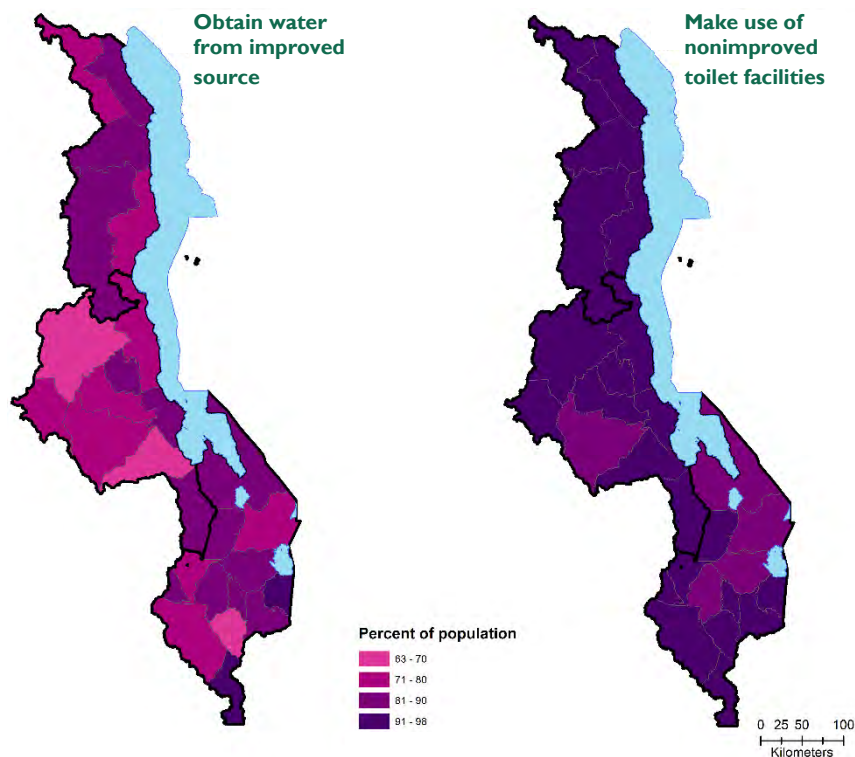 Obtain water
from improved
source
Make use of
nonimproved
toilet facilities
Percent of population
63 - 70
71 - 80
81 - 90
91 - 98
0 25 50 100
Kilometers